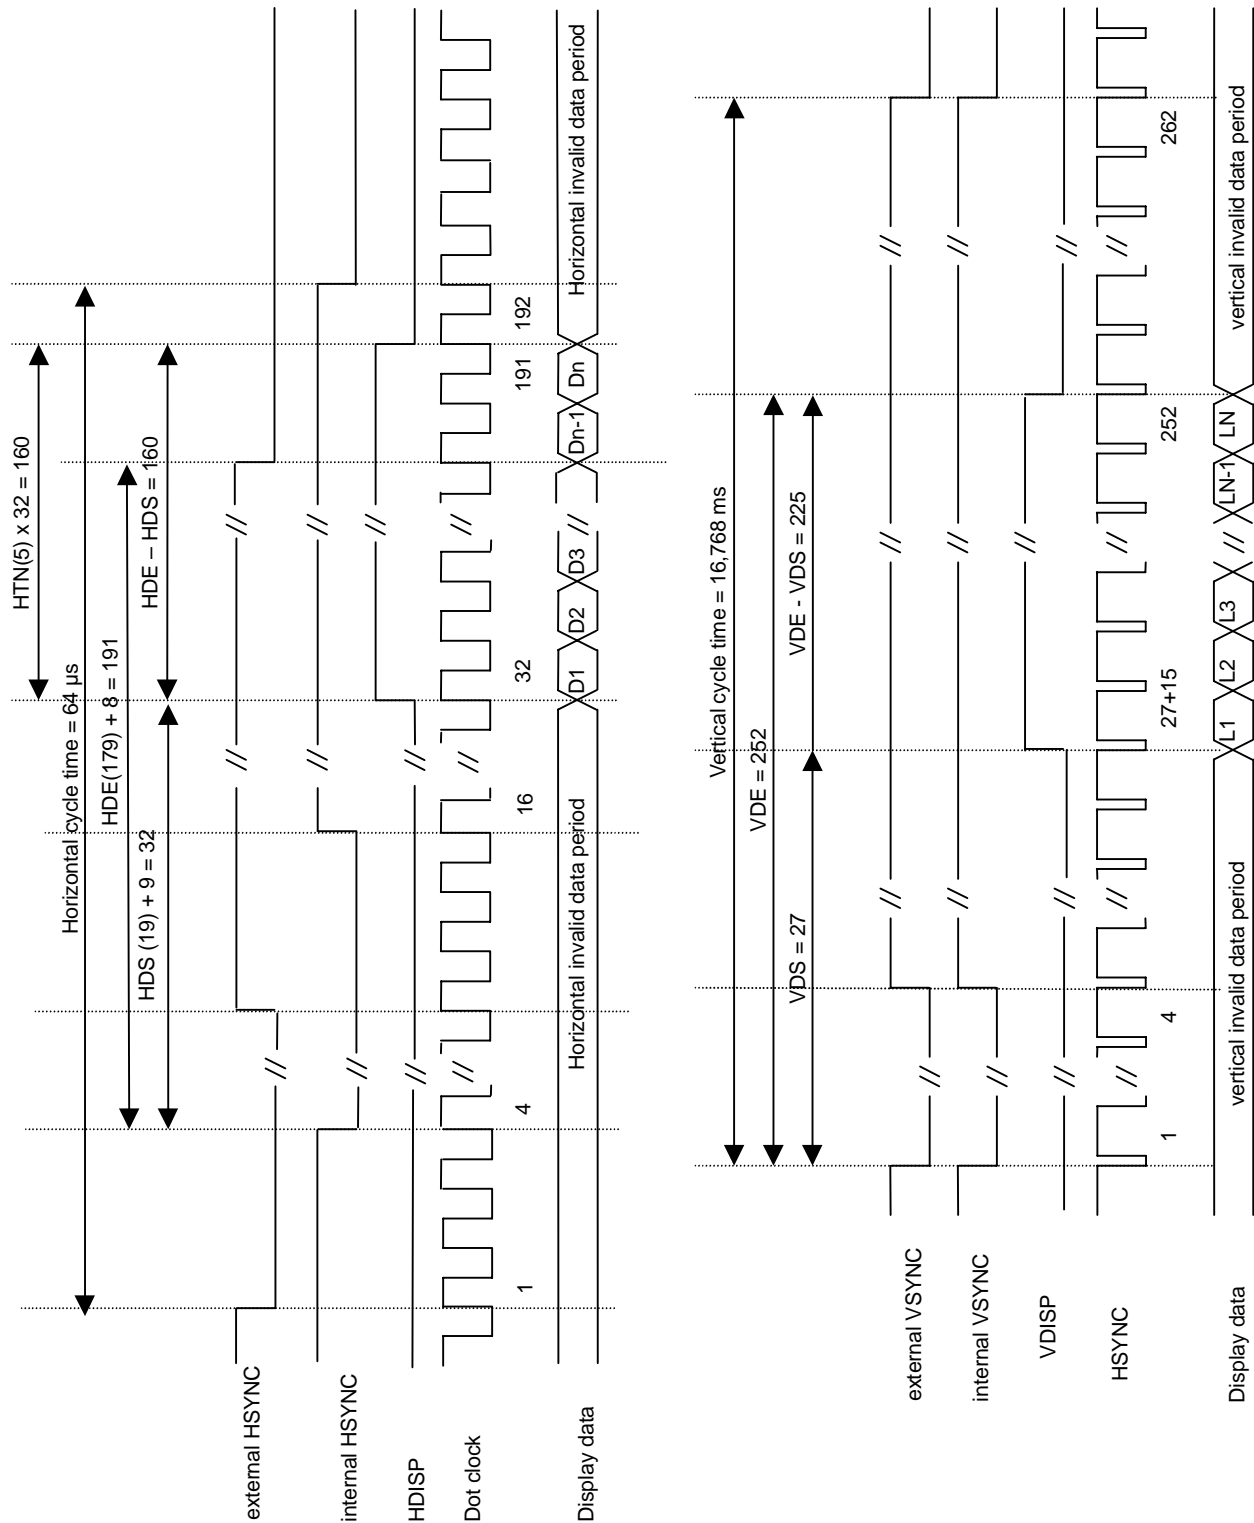 HTN(5) x 32 = 160
Horizontal cycle time = 64 µs
HDE(179) + 8 = 191
HDS (19) + 9 = 32
HDE – HDS = 160
external HSYNC
internal HSYNC
HDISP
Dot clock
1
4
16
32
191
192
Display data
Horizontal invalid data period
D1
D2
D3
Dn-1
Dn
Horizontal invalid data period
Vertical cycle time = 16,768 ms
VDE = 252
VDS = 27
VDE - VDS = 225
external VSYNC
internal VSYNC
VDISP
HSYNC
1
4
27+15
252
262
Display data
vertical invalid data period
L1
L2
L3
LN-1
LN
vertical invalid data period